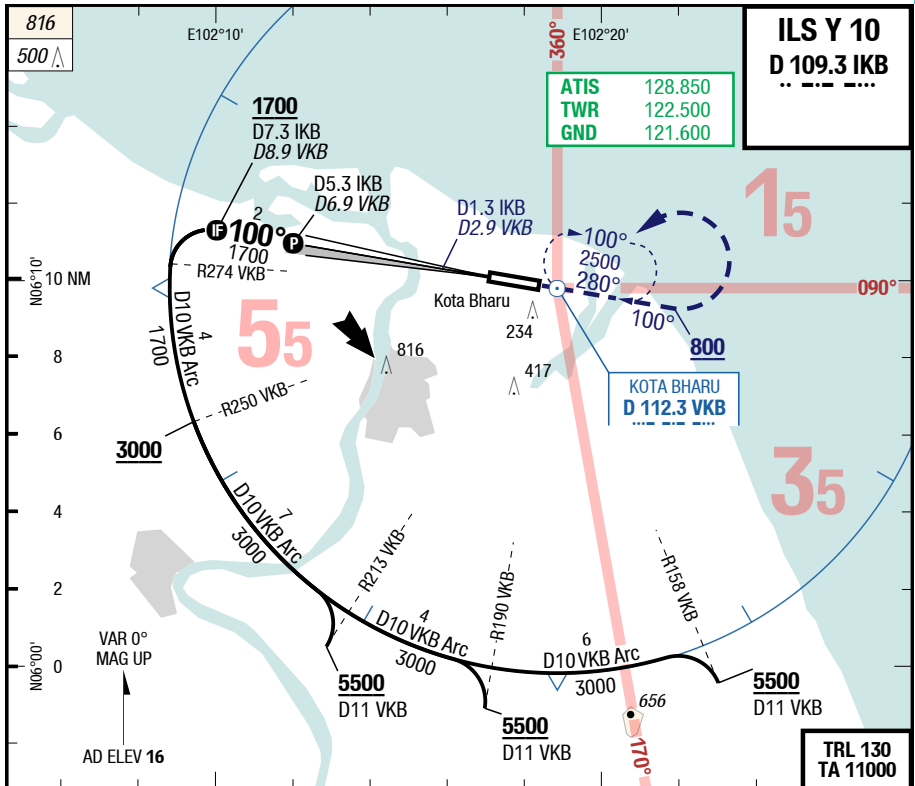 816
500
E102°10'
E102°20'
ILS Y 10
D 109.3 IKB
ATIS 128.850
TWR 122.500
GND 121.600
360°
1700
D7.3 IKB
D8.9 VKB
D5.3 IKB
D6.9 VKB
D1.3 IKB
D2.9 VKB
15
IF
2
100°
P
1700
R274 VKB
100°
2500
280°
100°
800
090°
N06°10'
10 NM
Kota Bharu
234
417
816
55
4
D10 VKB Arc
1700
8
KOTA BHARU
D 112.3 VKB
R250 VKB
6
3000
35
4
7
D10 VKB Arc
3000
R213 VKB
R190 VKB
R158 VKB
2
4
D10 VKB Arc
3000
6
D10 VKB Arc
3000
VAR 0°
MAG UP
N06°00'
0
5500
D11 VKB
5500
D11 VKB
5500
D11 VKB
656
170°
AD ELEV 16
TRL 130
TA 11000